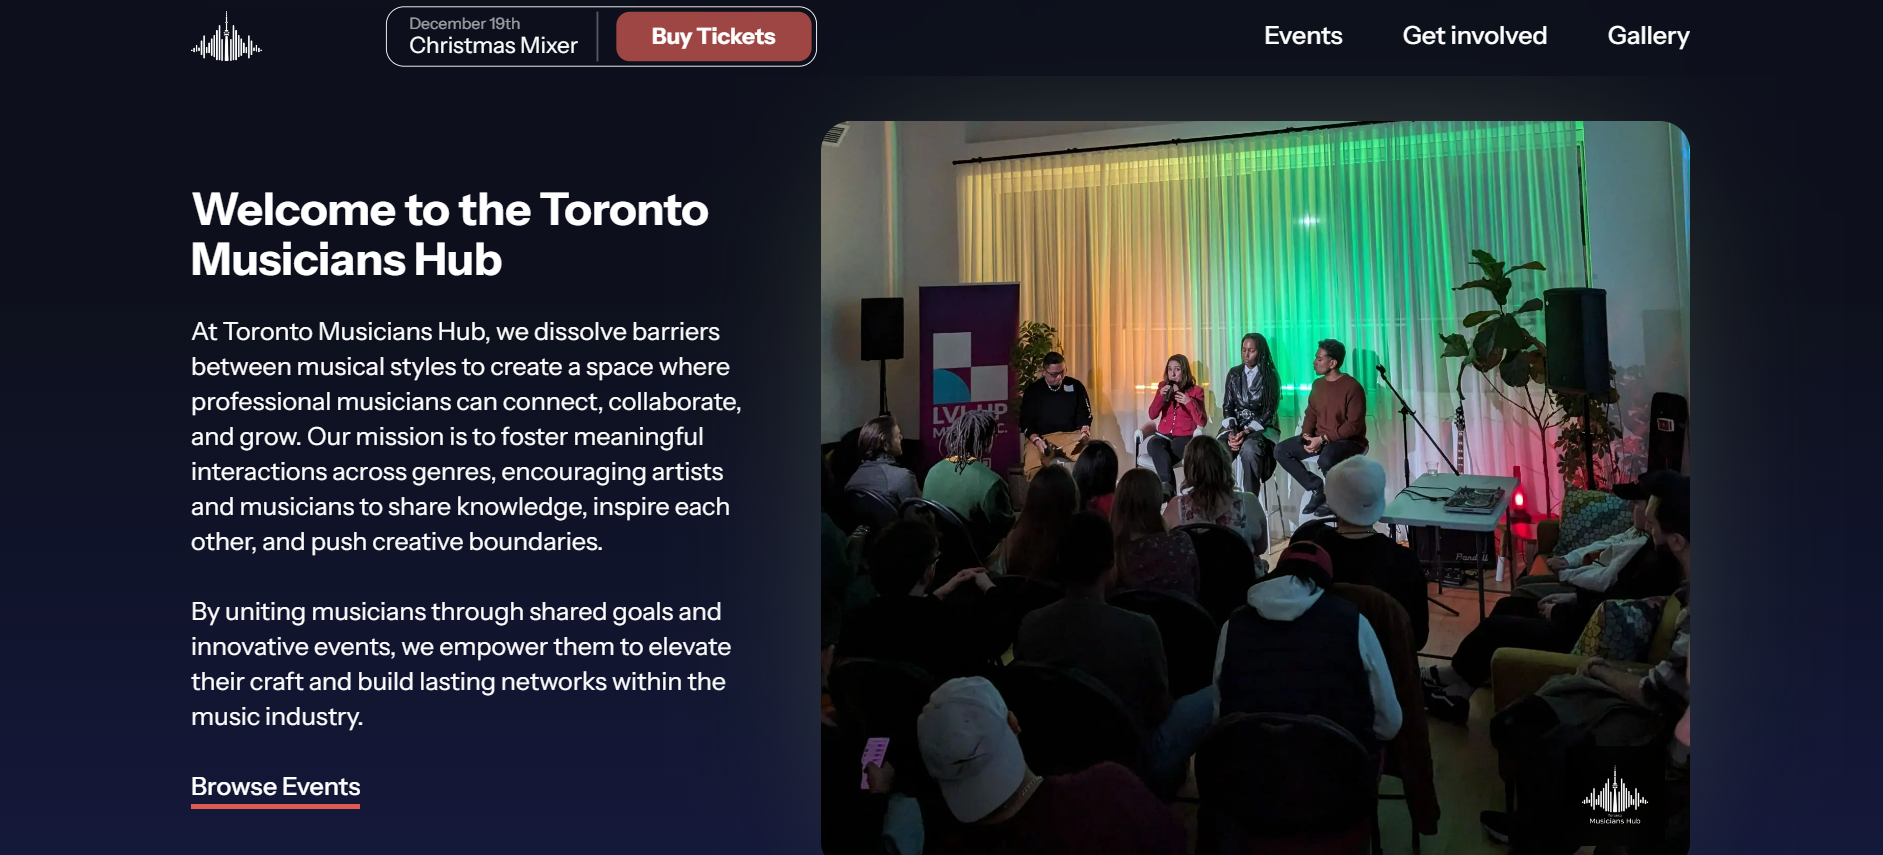 December 19th
Christmas Mixer
Buy Tickets
Events
Get involved
Gallery
Welcome to the Toronto
Musicians Hub
At Toronto Musicians Hub, we dissolve barriers
between musical styles to create a space where
professional musicians can connect, collaborate,
and grow. Our mission is to foster meaningful
interactions across genres, encouraging artists
and musicians to share knowledge, inspire each
other, and push creative boundaries.
By uniting musicians through shared goals and
innovative events, we empower them to elevate
their craft and build lasting networks within the
music industry.
Browse Events
LVL UP
Musicians Hub